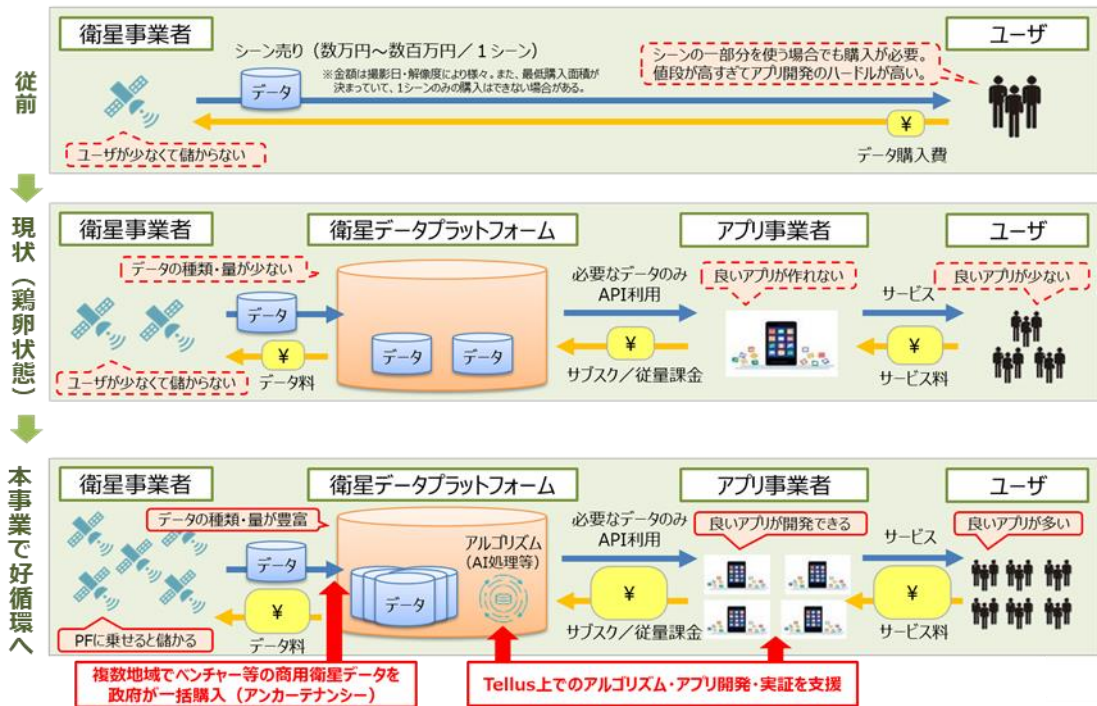 従前
衛星事業者
ユーザ
シーン売り（数万円～数百万円／１シーン）
※金額は撮影日・解像度により様々。また、最低購入面積が
決まっていて、1シーンのみの購入はできない場合がある。
データ
シーンの一部分を使う場合でも購入が必要。
値段が高すぎてアプリ開発のハードルが高い。
ユーザが少なくて儲からない
¥
データ購入費
現状（鶏卵状態）
衛星事業者
衛星データプラットフォーム
アプリ事業者
ユーザ
データの種類・量が少ない
データ
¥
データ料
ユーザが少なくて儲からない
データ
データ
必要なデータのみ
API利用
¥
サブスク／従量課金
良いアプリが作れない
サービス
¥
サービス料
良いアプリが少ない
本事業で好循環へ
衛星事業者
衛星データプラットフォーム
アプリ事業者
ユーザ
データの種類・量が豊富
データ
¥
データ料
PFに乗せると儲かる
データ
アルゴリズム
(AI処理等)
必要なデータのみ
API利用
¥
サブスク／従量課金
良いアプリが開発できる
サービス
¥
サービス料
良いアプリが多い
複数地域でベンチャー等の商用衛星データを
政府が一括購入（アンカーテナンシー）
Tellus上でのアルゴリズム・アプリ開発・実証を支援